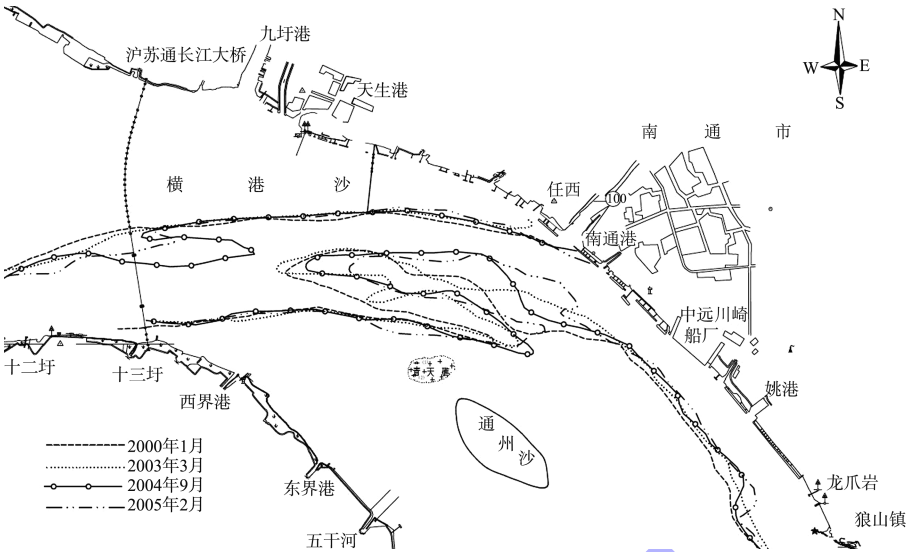 N
W E
S
沪苏通长江大桥
九圩港
天生港
南通市
横港沙
任西
100
南通港
中远川崎
船厂
姚港
十二圩
十三圩
西界港
通州沙
2000年1月
2003年3月
2004年9月
2005年2月
东界港
五干河
龙爪岩
狼山镇